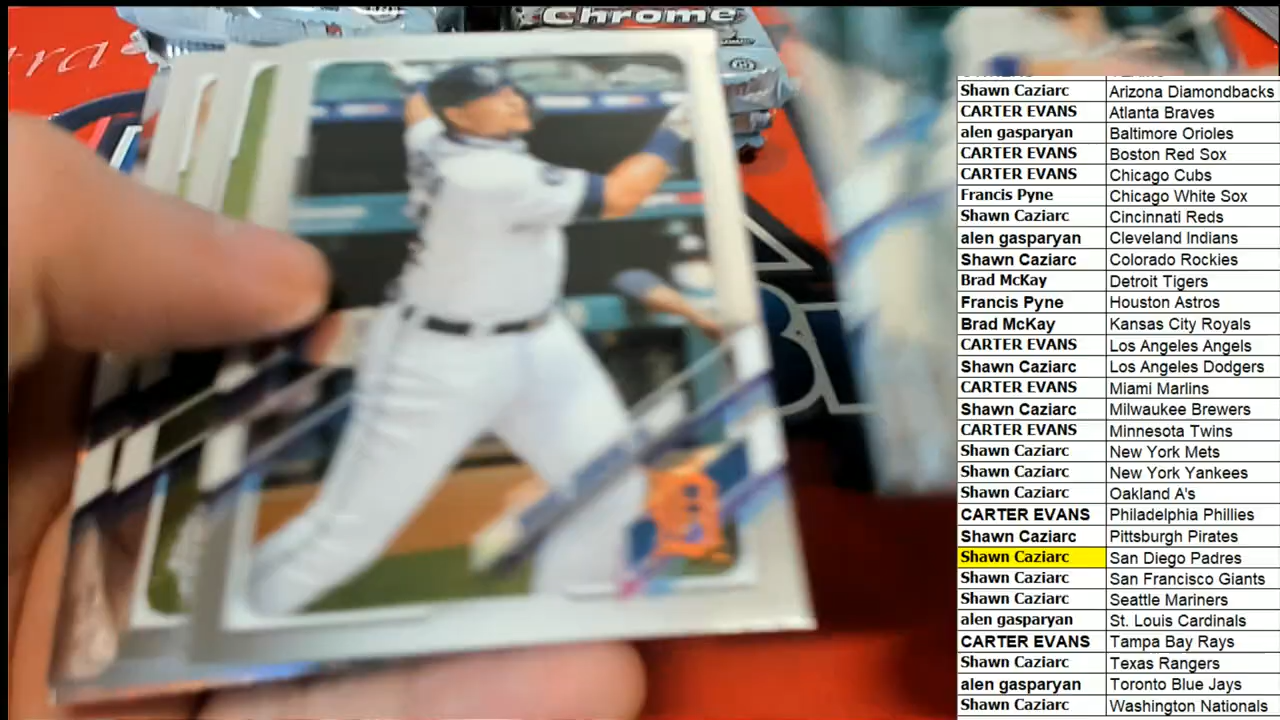 Chrome
Shawn Caziarc Arizona Diamondbacks
CARTER EVANS Atlanta Braves
alen gasparyan Baltimore Orioles
CARTER EVANS Boston Red Sox
CARTER EVANS Chicago Cubs
Francis Pyne Chicago White Sox
Shawn Caziarc Cincinnati Reds
alen gasparyan Cleveland Indians
Shawn Caziarc Colorado Rockies
Brad McKay Detroit Tigers
Francis Pyne Houston Astros
Brad McKay Kansas City Royals
CARTER EVANS Los Angeles Angels
Shawn Caziarc Los Angeles Dodgers
CARTER EVANS Miami Marlins
Shawn Caziarc Milwaukee Brewers
CARTER EVANS Minnesota Twins
Shawn Caziarc New York Mets
Shawn Caziarc New York Yankees
Shawn Caziarc Oakland A's
CARTER EVANS Philadelphia Phillies
Shawn Caziarc Pittsburgh Pirates
Shawn Caziarc San Diego Padres
Shawn Caziarc San Francisco Giants
Shawn Caziarc Seattle Mariners
alen gasparyan St. Louis Cardinals
CARTER EVANS Tampa Bay Rays
Shawn Caziarc Texas Rangers
alen gasparyan Toronto Blue Jays
Shawn Caziarc Washington Nationals